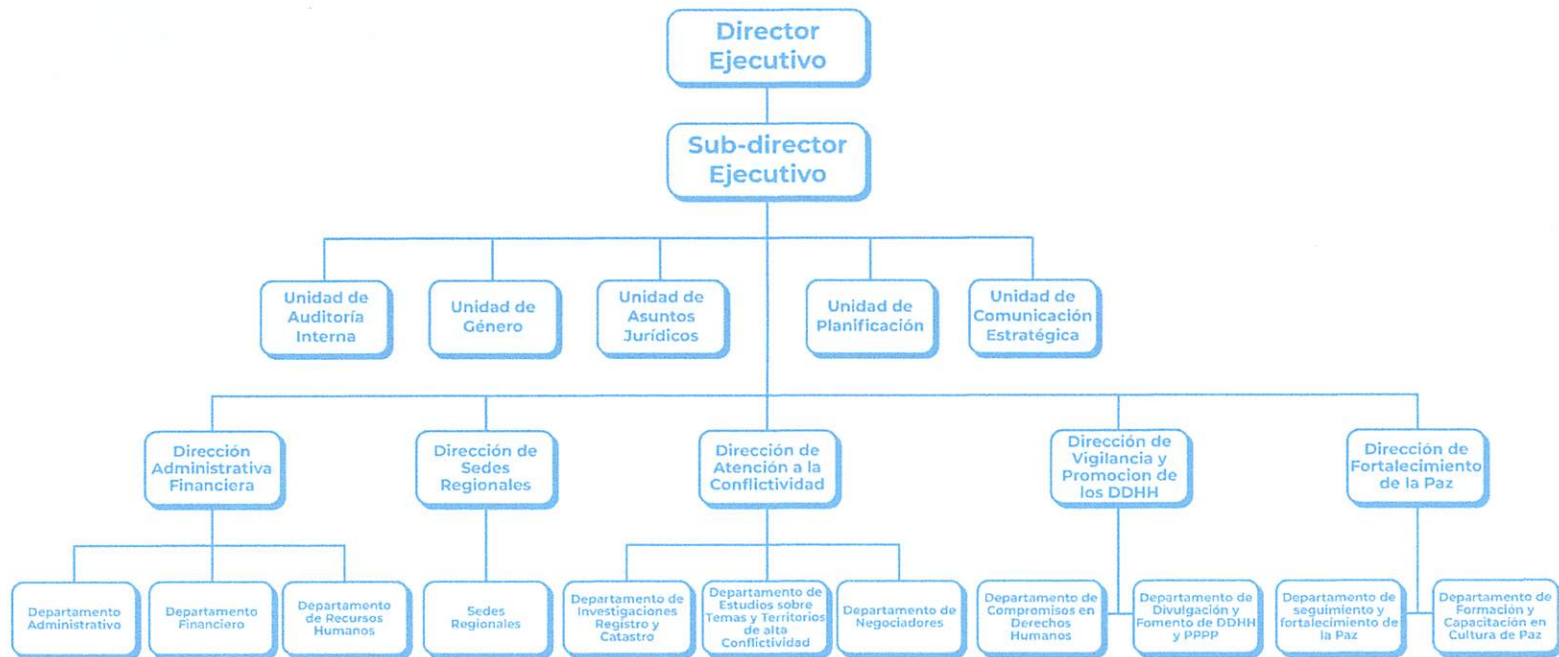 Director
Ejecutivo
Sub-director
Ejecutivo
Unidad de
Auditoría
Interna
Unidad de
Género
Unidad de
Asuntos
Jurídicos
Unidad de
Planificación
Unidad de
Comunicación
Estratégica
Dirección
Administrativa
Financiera
Dirección de
Sedes
Regionales
Dirección de
Atención a la
Conflictividad
Dirección de
Vigilancia y
Promocion de
los DDHH
Dirección de
Fortalecimiento
de la Paz
Departamento
Administrativo
Departamento
Financiero
Departamento
de Recursos
Humanos
Sedes
Regionales
Departamento de
Investigaciones
Registro y
Catastro
Departamento de
Estudios sobre
Temas y Territorios
de alta
Conflictividad
Departamento de
Negociadores
Departamento de
Compromisos en
Derechos
Humanos
Departamento de
Divulgación y
Fomento de DDHH
y PPPP
Departamento de
seguimiento y
fortalecimiento de
la Paz
Departamento de
Formación y
Capacitación en
Cultura de Paz